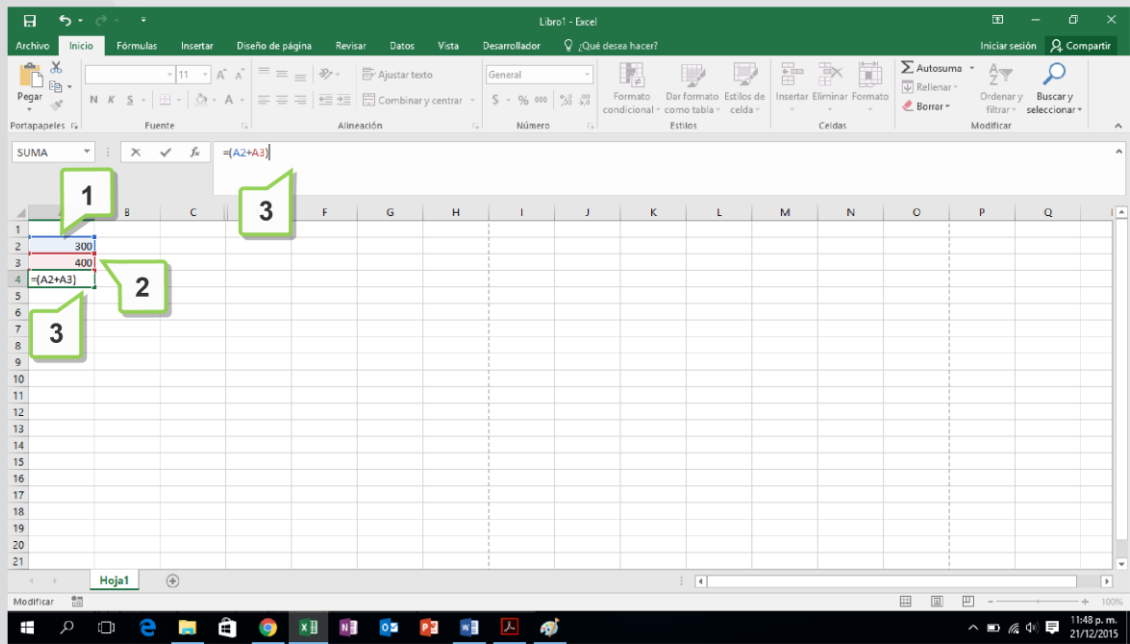 Libro1 - Excel
Archivo Inicio Fórmulas Insertar Diseño de página Revisar Datos Vista Desarrollador ¿Qué desea hacer? Iniciar sesión Compartir
Pegar
11 A A
N K S A
Ajustar texto
Combinar y centrar
General
$ % 000
Formato condicional
Dar formato como tabla
Estilos de celda
Insertar Eliminar Formato
Autosuma
Rellenar
Borrar
Ordenar y filtrar
Buscar y seleccionar
Portapapeles Fuente Alineación Número Estilos Celdas Modificar
SUMA fx =(A2+A3)
1
3
B C F G H I J K L M N O P Q
1
2 300
3 400
4 =(A2+A3)
2
3
5
6
7
8
9
10
11
12
13
14
15
16
17
18
19
20
21
Hoja1
Modificar 100%
11:48 p. m.
21/12/2015